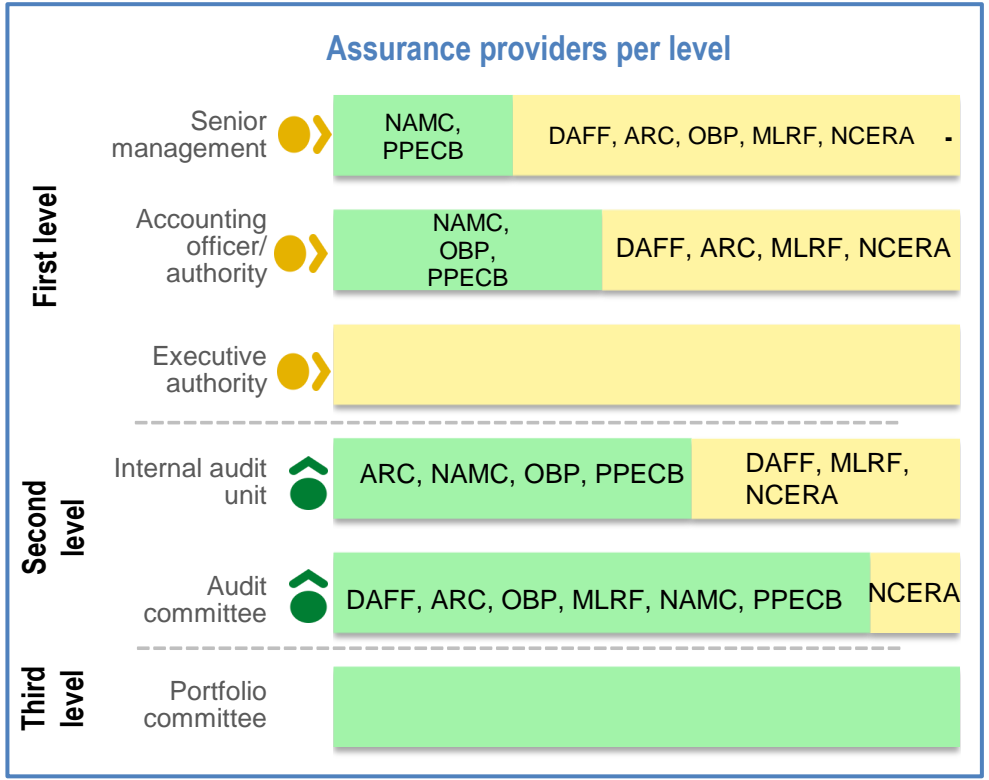 Assurance providers per level
First level
Senior
management
NAMC,
PPECB
DAFF, ARC, OBP, MLRF, NCERA -
Accounting
officer/
authority
NAMC,
OBP,
PPECB
DAFF, ARC, MLRF, NCERA
Executive
authority
Second
level
Internal audit
unit
ARC, NAMC, OBP, PPECB
DAFF, MLRF,
NCERA
Audit
committee
DAFF, ARC, OBP, MLRF, NAMC, PPECB
NCERA
Third
level
Portfolio
committee